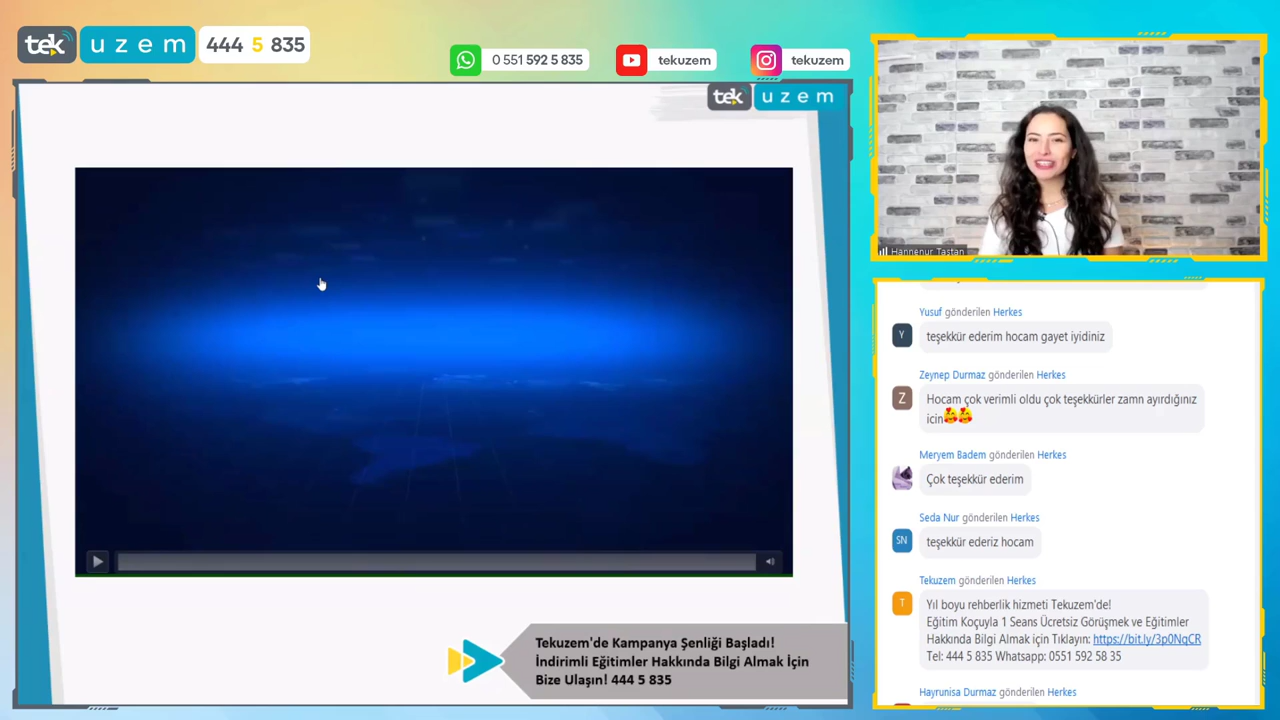 tek uzem 444 5 835
0 551 592 5 835
tekuzem
tekuzem
tek uzem
Hannenur Taştan
Yusuf gönderilen Herkes
Y
teşekkür ederim hocam gayet iyidiniz
Zeynep Durmaz gönderilen Herkes
Z
Hocam çok verimli oldu çok teşekkürler zamn ayırdığınız
icin🥰🥰
Meryem Badem gönderilen Herkes
Çok teşekkür ederim
Seda Nur gönderilen Herkes
SN
teşekkür ederiz hocam
Tekuzem gönderilen Herkes
T
Yıl boyu rehberlik hizmeti Tekuzem'de!
Eğitim Koçuyla 1 Seans Ücretsiz Görüşmek ve Eğitimler
Hakkında Bilgi Almak için Tıklayın: https://bit.ly/3p0NqCR
Tel: 444 5 835 Whatsapp: 0551 592 58 35
Hayrunisa Durmaz gönderilen Herkes
Tekuzem'de Kampanya Şenliği Başladı!
İndirimli Eğitimler Hakkında Bilgi Almak İçin
Bize Ulaşın! 444 5 835